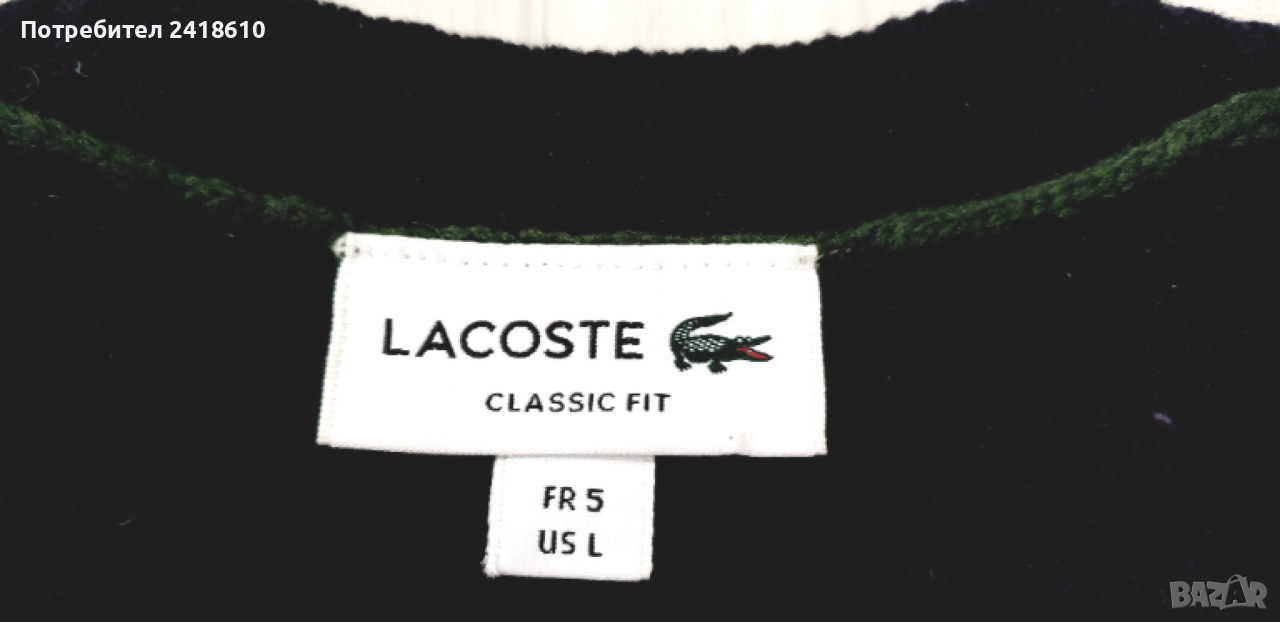 Потребител 2418610
LACOSTE
CLASSIC FIT
FR 5
US L
BAZAR